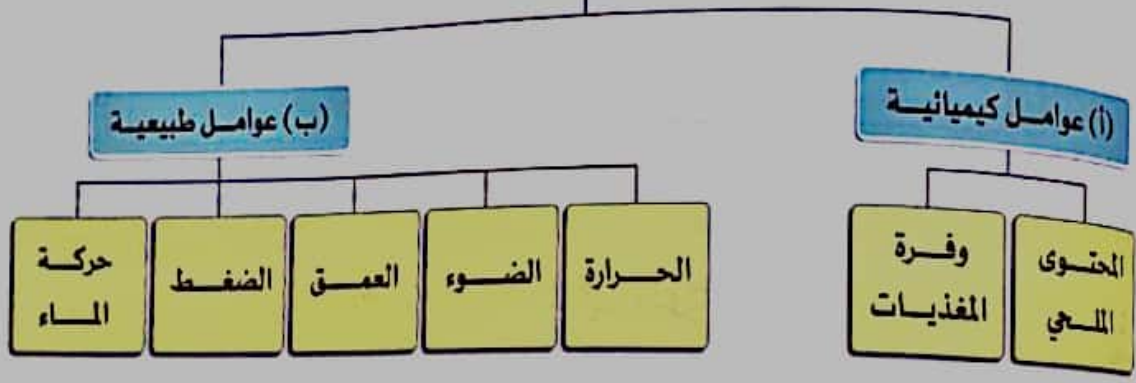 (أ) عوامل كيميائية
(ب) عوامل طبيعية
المحتوى
الملحي
وفرة
المغذيات
الحرارة
الضوء
العمق
الضغط
حركة
الماء